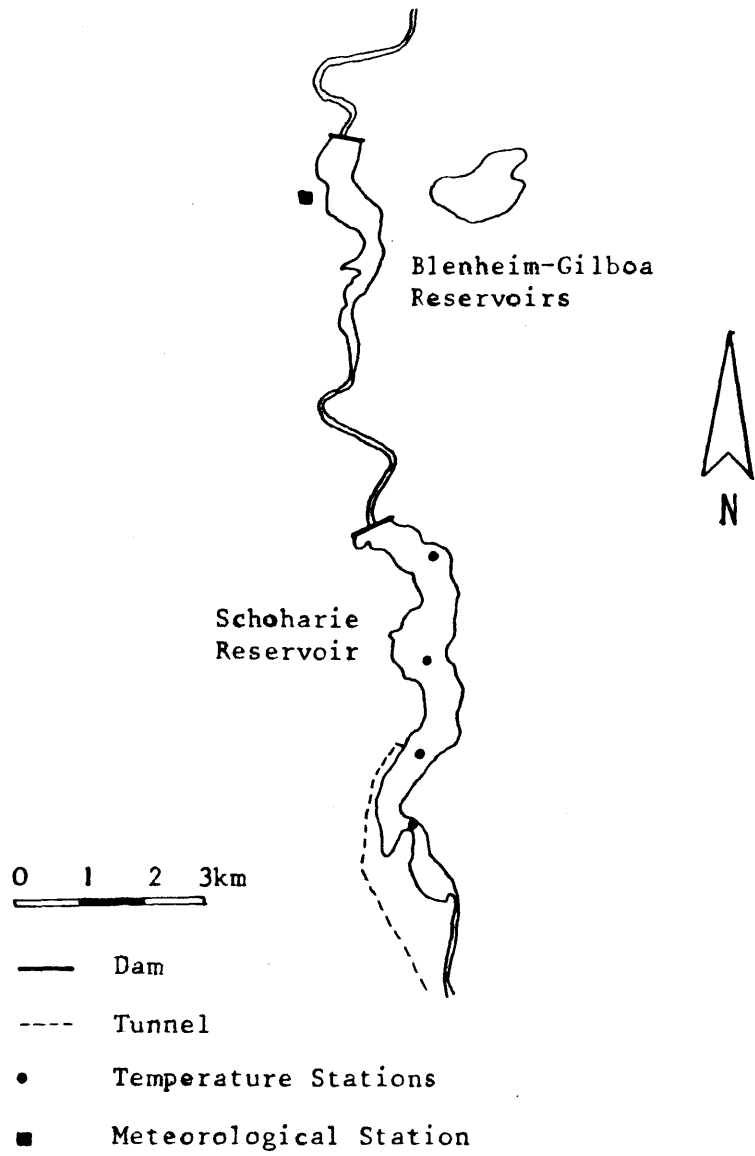 Blenheim-Gilboa
Reservoirs
N
Schoharie
Reservoir
0 1 2 3km
Dam
Tunnel
Temperature Stations
Meteorological Station